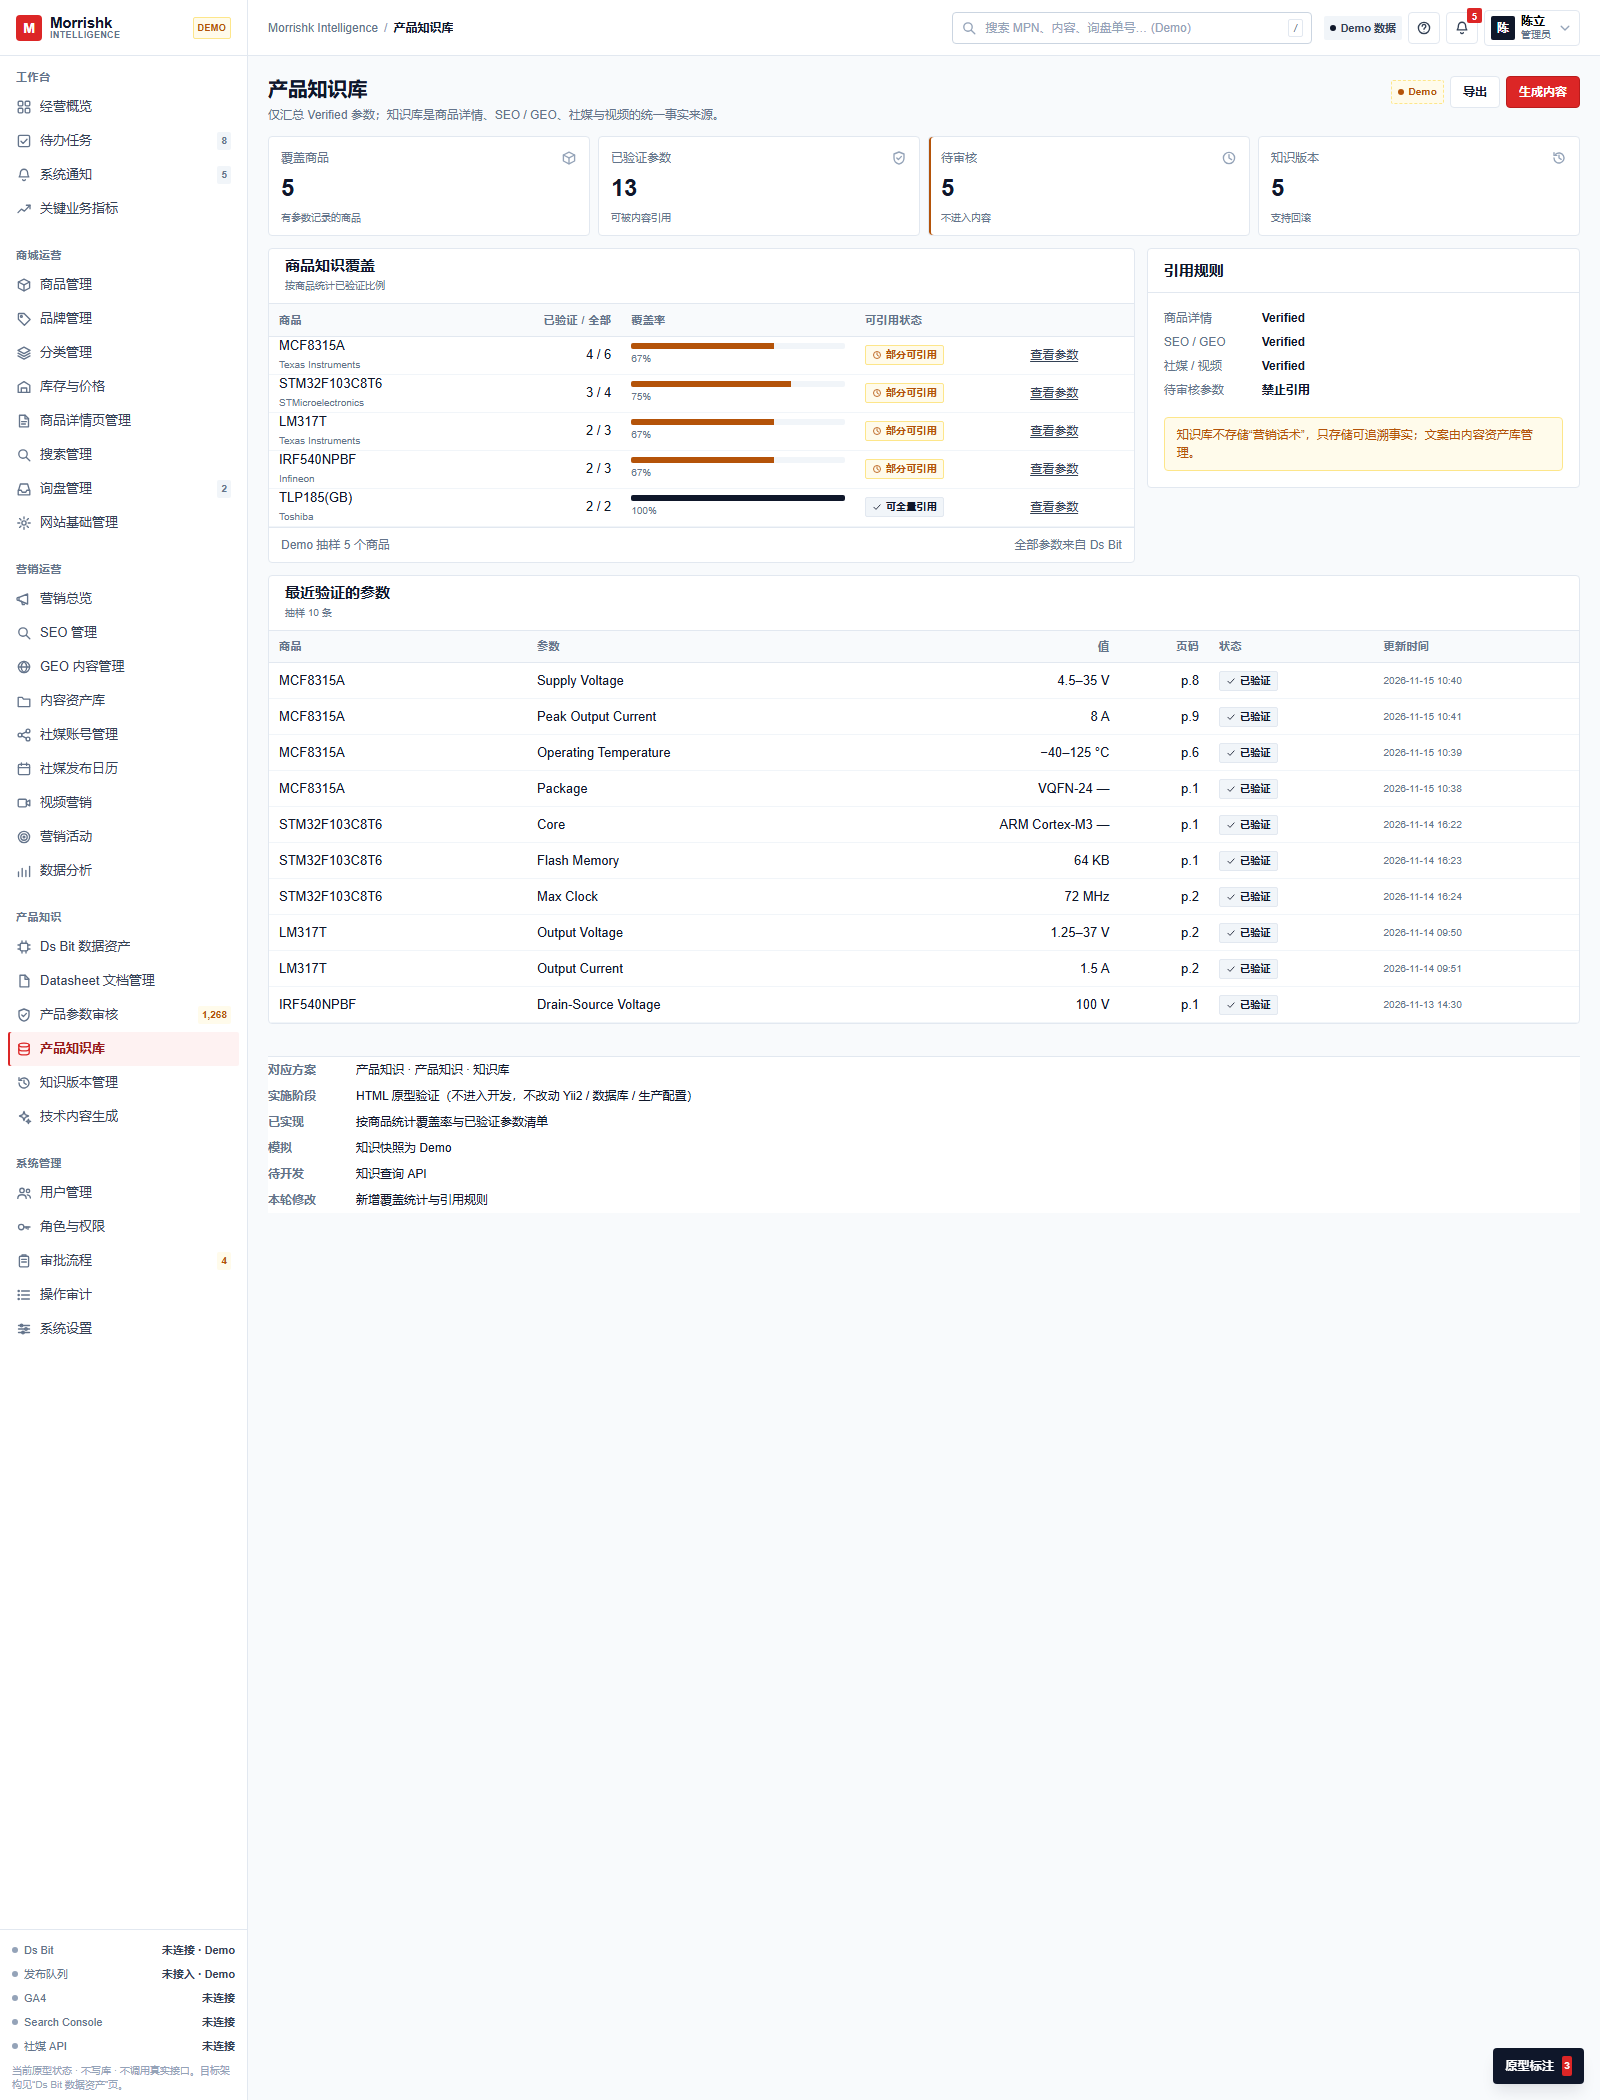 M
Morrishk
INTELLIGENCE
DEMO
工作台
经营概览
待办任务 8
系统通知 5
关键业务指标
商城运营
商品管理
品牌管理
分类管理
库存与价格
商品详情页管理
搜索管理
询盘管理 2
网站基础管理
营销运营
营销总览
SEO 管理
GEO 内容管理
内容资产库
社媒账号管理
社媒发布日历
视频营销
营销活动
数据分析
产品知识
Ds Bit 数据资产
Datasheet 文档管理
产品参数审核 1,268
产品知识库
知识版本管理
技术内容生成
系统管理
用户管理
角色与权限
审批流程 4
操作审计
系统设置
Ds Bit 未连接 · Demo
发布队列 未接入 · Demo
GA4 未连接
Search Console 未连接
社媒 API 未连接
当前原型状态 · 不写库 · 不调用真实接口。目标架
构见“Ds Bit 数据资产”页。
Morrishk Intelligence / 产品知识库
搜索 MPN、内容、询盘单号... (Demo) /
Demo 数据
5
陈
陈立
管理员
产品知识库
仅汇总 Verified 参数；知识库是商品详情、SEO / GEO、社媒与视频的统一事实来源。
Demo
导出
生成内容
覆盖商品
5
有参数记录的商品
已验证参数
13
可被内容引用
待审核
5
不进入内容
知识版本
5
支持回滚
商品知识覆盖
按商品统计已验证比例
商品 已验证 / 全部 覆盖率 可引用状态
MCF8315A
Texas Instruments
4 / 6 67% 部分可引用 查看参数
STM32F103C8T6
STMicroelectronics
3 / 4 75% 部分可引用 查看参数
LM317T
Texas Instruments
2 / 3 67% 部分可引用 查看参数
IRF540NPBF
Infineon
2 / 3 67% 部分可引用 查看参数
TLP185(GB)
Toshiba
2 / 2 100% 可全量引用 查看参数
Demo 抽样 5 个商品 全部参数来自 Ds Bit
引用规则
商品详情 Verified
SEO / GEO Verified
社媒 / 视频 Verified
待审核参数 禁止引用
知识库不存储“营销话术”，只存储可追溯事实；文案由内容资产库管
理。
最近验证的参数
抽样 10 条
商品 参数 值 页码 状态 更新时间
MCF8315A Supply Voltage 4.5–35 V p.8 已验证 2026-11-15 10:40
MCF8315A Peak Output Current 8 A p.9 已验证 2026-11-15 10:41
MCF8315A Operating Temperature −40–125 °C p.6 已验证 2026-11-15 10:39
MCF8315A Package VQFN-24 — p.1 已验证 2026-11-15 10:38
STM32F103C8T6 Core ARM Cortex-M3 — p.1 已验证 2026-11-14 16:22
STM32F103C8T6 Flash Memory 64 KB p.1 已验证 2026-11-14 16:23
STM32F103C8T6 Max Clock 72 MHz p.2 已验证 2026-11-14 16:24
LM317T Output Voltage 1.25–37 V p.2 已验证 2026-11-14 09:50
LM317T Output Current 1.5 A p.2 已验证 2026-11-14 09:51
IRF540NPBF Drain-Source Voltage 100 V p.1 已验证 2026-11-13 14:30
对应方案 产品知识 · 产品知识 · 知识库
实施阶段 HTML 原型验证（不进入开发，不改动 Yii2 / 数据库 / 生产配置）
已实现 按商品统计覆盖率与已验证参数清单
模拟 知识快照为 Demo
待开发 知识查询 API
本轮修改 新增覆盖统计与引用规则
原型标注 3